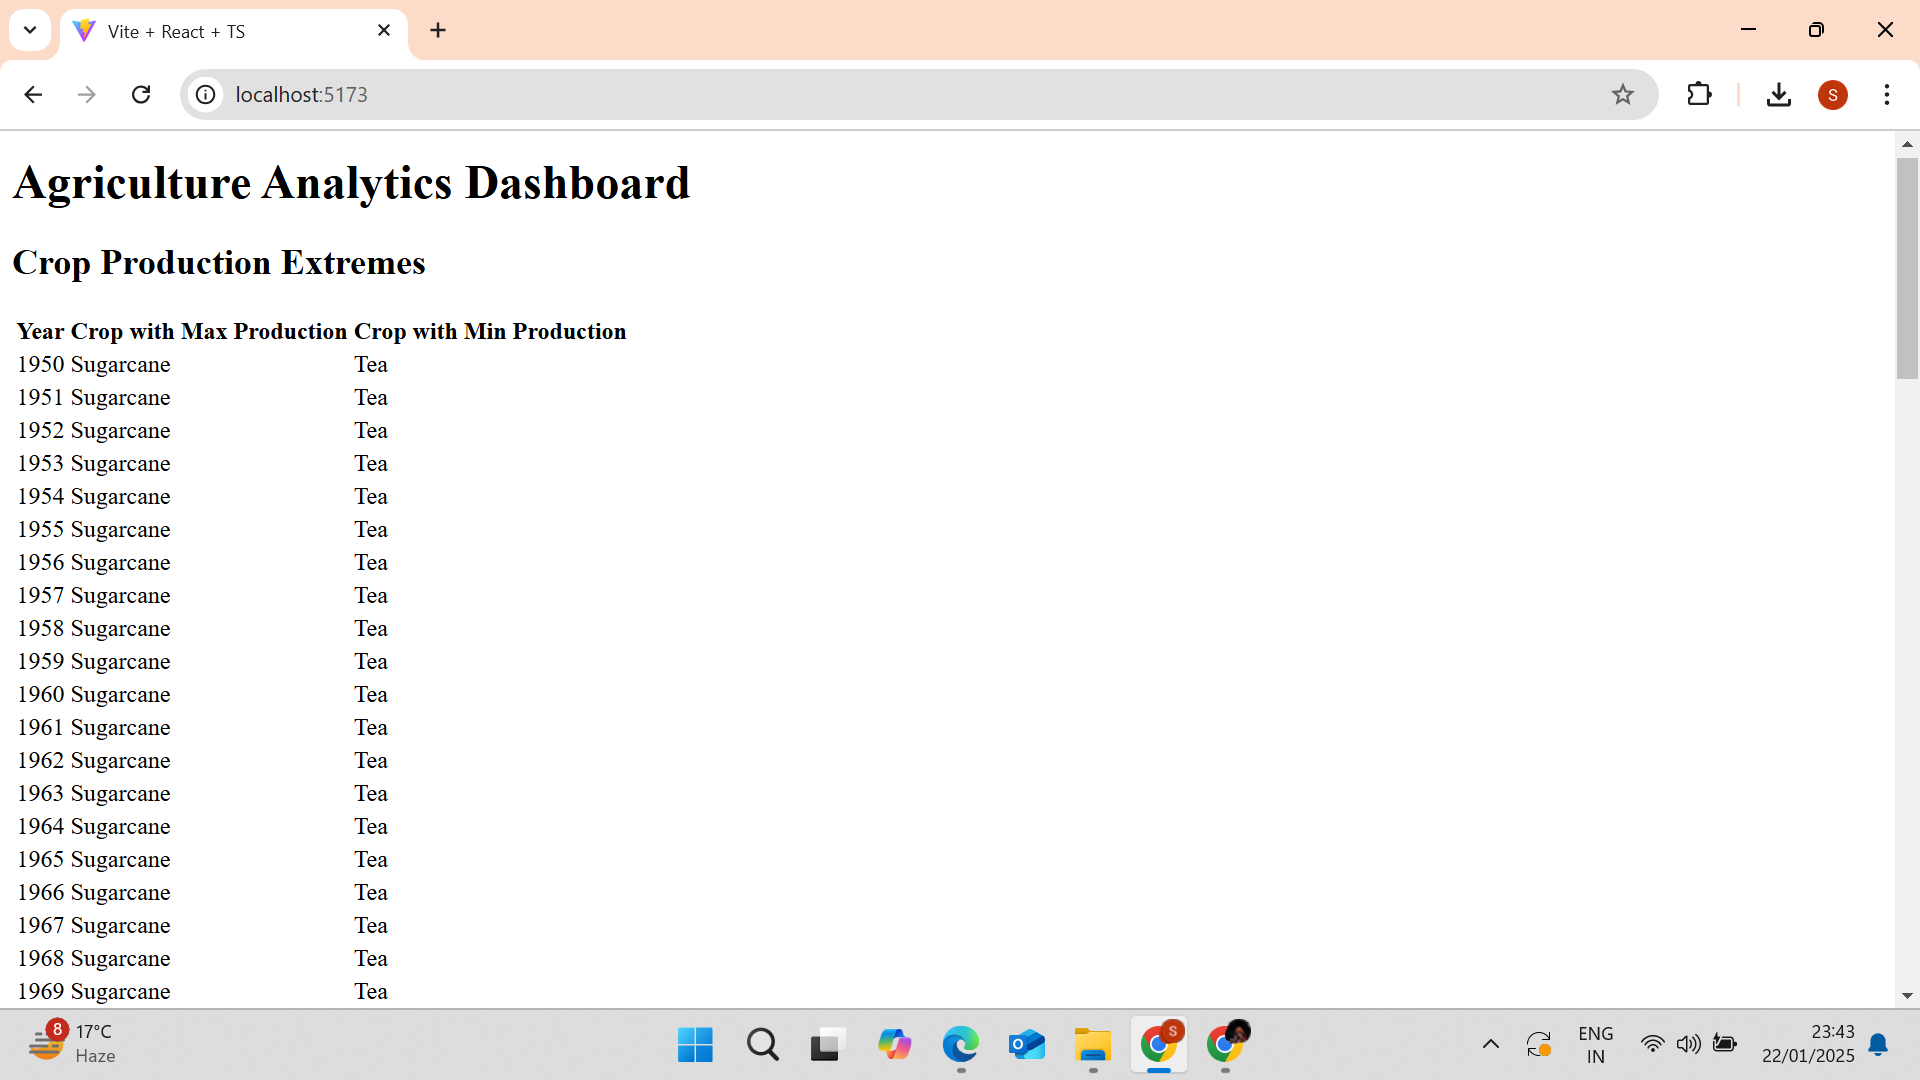 Vite + React + TS
localhost:5173
S
Agriculture Analytics Dashboard
Crop Production Extremes
Year Crop with Max Production Crop with Min Production
1950 Sugarcane Tea
1951 Sugarcane Tea
1952 Sugarcane Tea
1953 Sugarcane Tea
1954 Sugarcane Tea
1955 Sugarcane Tea
1956 Sugarcane Tea
1957 Sugarcane Tea
1958 Sugarcane Tea
1959 Sugarcane Tea
1960 Sugarcane Tea
1961 Sugarcane Tea
1962 Sugarcane Tea
1963 Sugarcane Tea
1964 Sugarcane Tea
1965 Sugarcane Tea
1966 Sugarcane Tea
1967 Sugarcane Tea
1968 Sugarcane Tea
1969 Sugarcane Tea
8 17°C
Haze
S
ENG
IN
23:43
22/01/2025